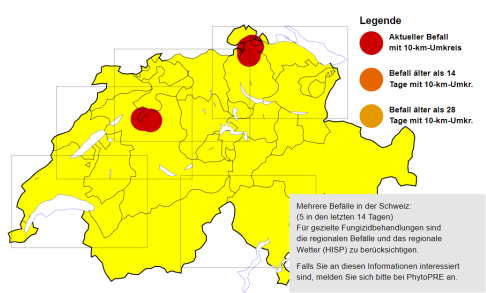 Legende
Aktueller Befall
mit 10-km-Umkreis
Befall älter als 14
Tage mit 10-km-Umkr.
Befall älter als 28
Tage mit 10-km-Umkr.
Mehrere Befälle in der Schweiz:
(5 in den letzten 14 Tagen)
Für gezielte Fungizidbehandlungen sind
die regionalen Befälle und das regionale
Wetter (HISP) zu berücksichtigen.
Falls Sie an diesen Informationen interessiert
sind, melden Sie sich bitte bei PhytoPRE an.